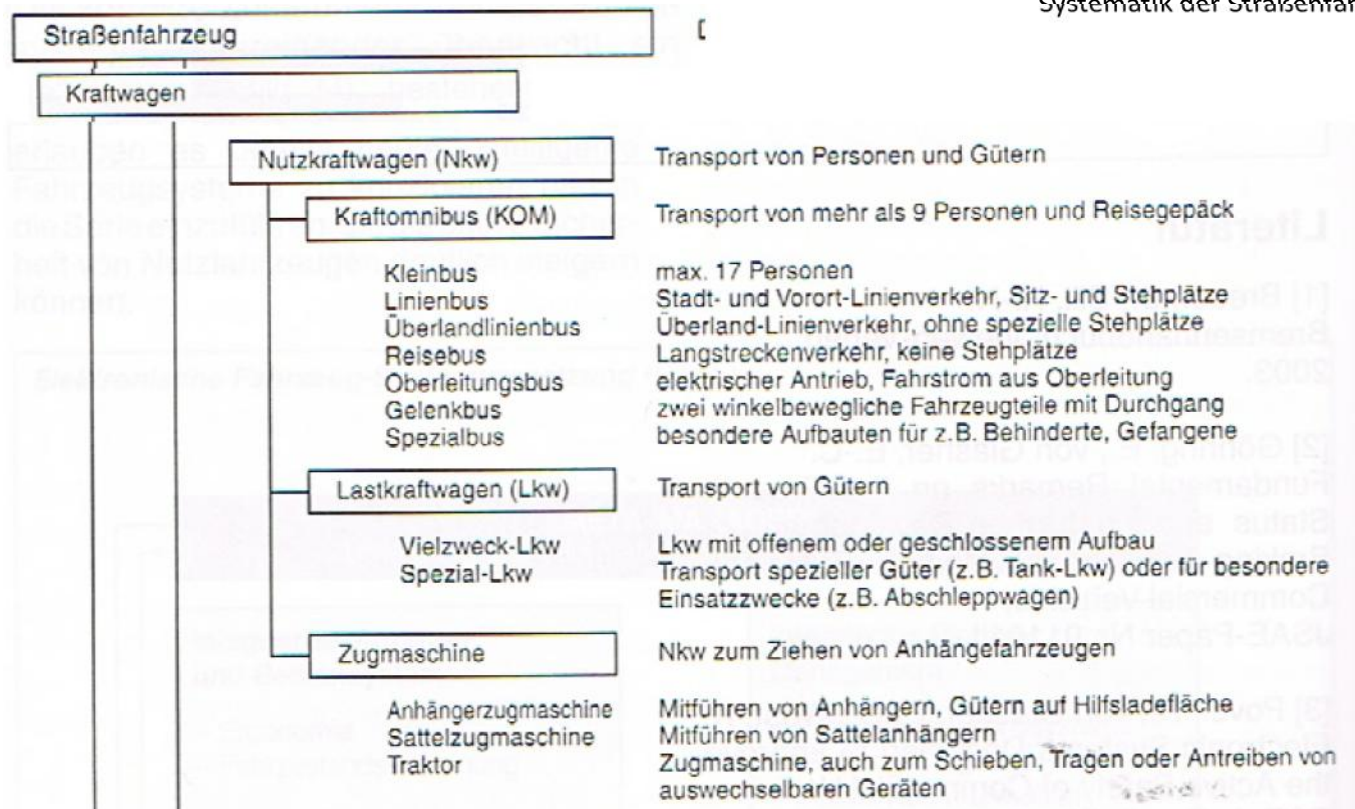 Systematik der Straßenfah
Straßenfahrzeug
Kraftwagen
Nutzkraftwagen (Nkw) Transport von Personen und Gütern
Kraftomnibus (KOM) Transport von mehr als 9 Personen und Reisegepäck
Kleinbus max. 17 Personen
Linienbus Stadt- und Vorort-Linienverkehr, Sitz- und Stehplätze
Überlandlinienbus Überland-Linienverkehr, ohne spezielle Stehplätze
Reisebus Langstreckenverkehr, keine Stehplätze
Oberleitungsbus elektrischer Antrieb, Fahrstrom aus Oberleitung
Gelenkbus zwei winkelbewegliche Fahrzeugteile mit Durchgang
Spezialbus besondere Aufbauten für z.B. Behinderte, Gefangene
Lastkraftwagen (Lkw) Transport von Gütern
Vielzweck-Lkw Lkw mit offenem oder geschlossenem Aufbau
Spezial-Lkw Transport spezieller Güter (z.B. Tank-Lkw) oder für besondere
Einsatzzwecke (z.B. Abschleppwagen)
Zugmaschine Nkw zum Ziehen von Anhängefahrzeugen
Anhängerzugmaschine Mitführen von Anhängern, Gütern auf Hilfsladefläche
Sattelzugmaschine Mitführen von Sattelanhängern
Traktor Zugmaschine, auch zum Schieben, Tragen oder Antreiben von
auswechselbaren Geräten